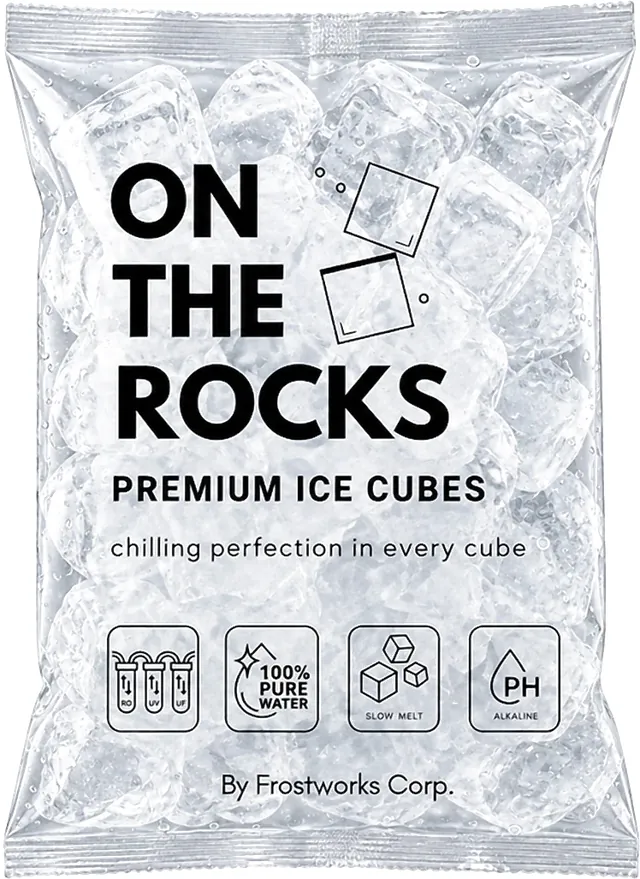 ON
THE
ROCKS
PREMIUM ICE CUBES
chilling perfection in every cube
RO UV UF
100%
PURE
WATER
SLOW MELT
PH
ALKALINE
By Frostworks Corp.